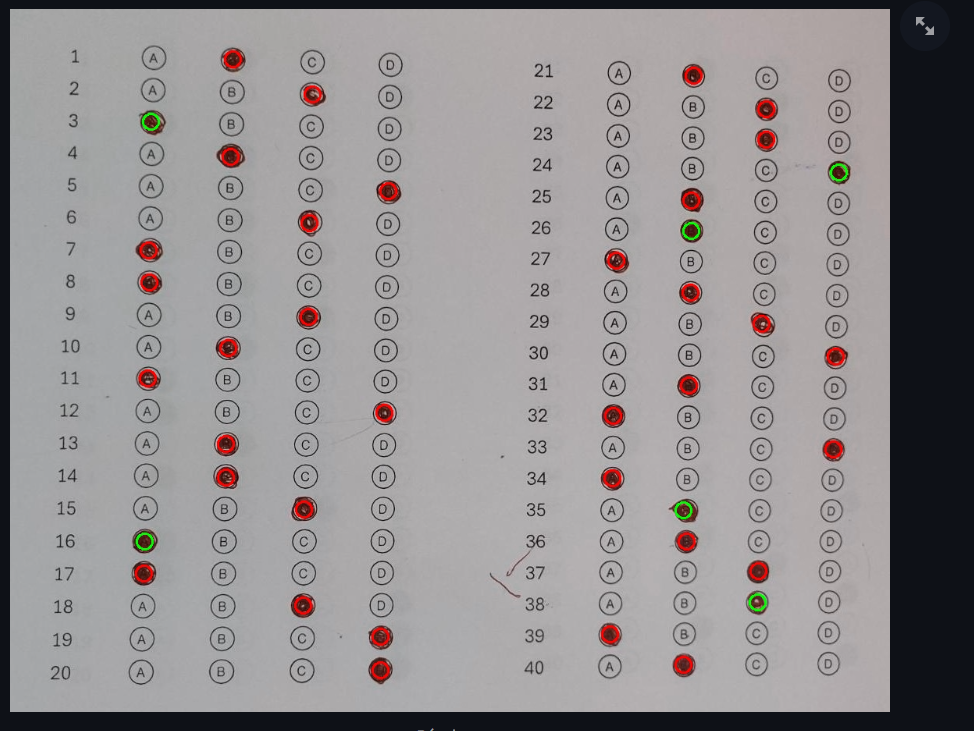 1 A C D
2 A B D
3 B C D
4 A C D
5 A B C
6 A B D
7 B C D
8 B C D
9 A B D
10 A C D
11 B C D
12 A B C
13 A C D
14 A C D
15 A B D
16 B C D
17 B C D
18 A B D
19 A B C
20 A B C
21 A C D
22 A B D
23 A B D
24 A B C
25 A C D
26 A C D
27 B C D
28 A C D
29 A B D
30 A B C
31 A C D
32 B C D
33 A B C
34 B C D
35 A C D
36 A B C D
37 A B D
38 A B D
39 B C D
40 A C D